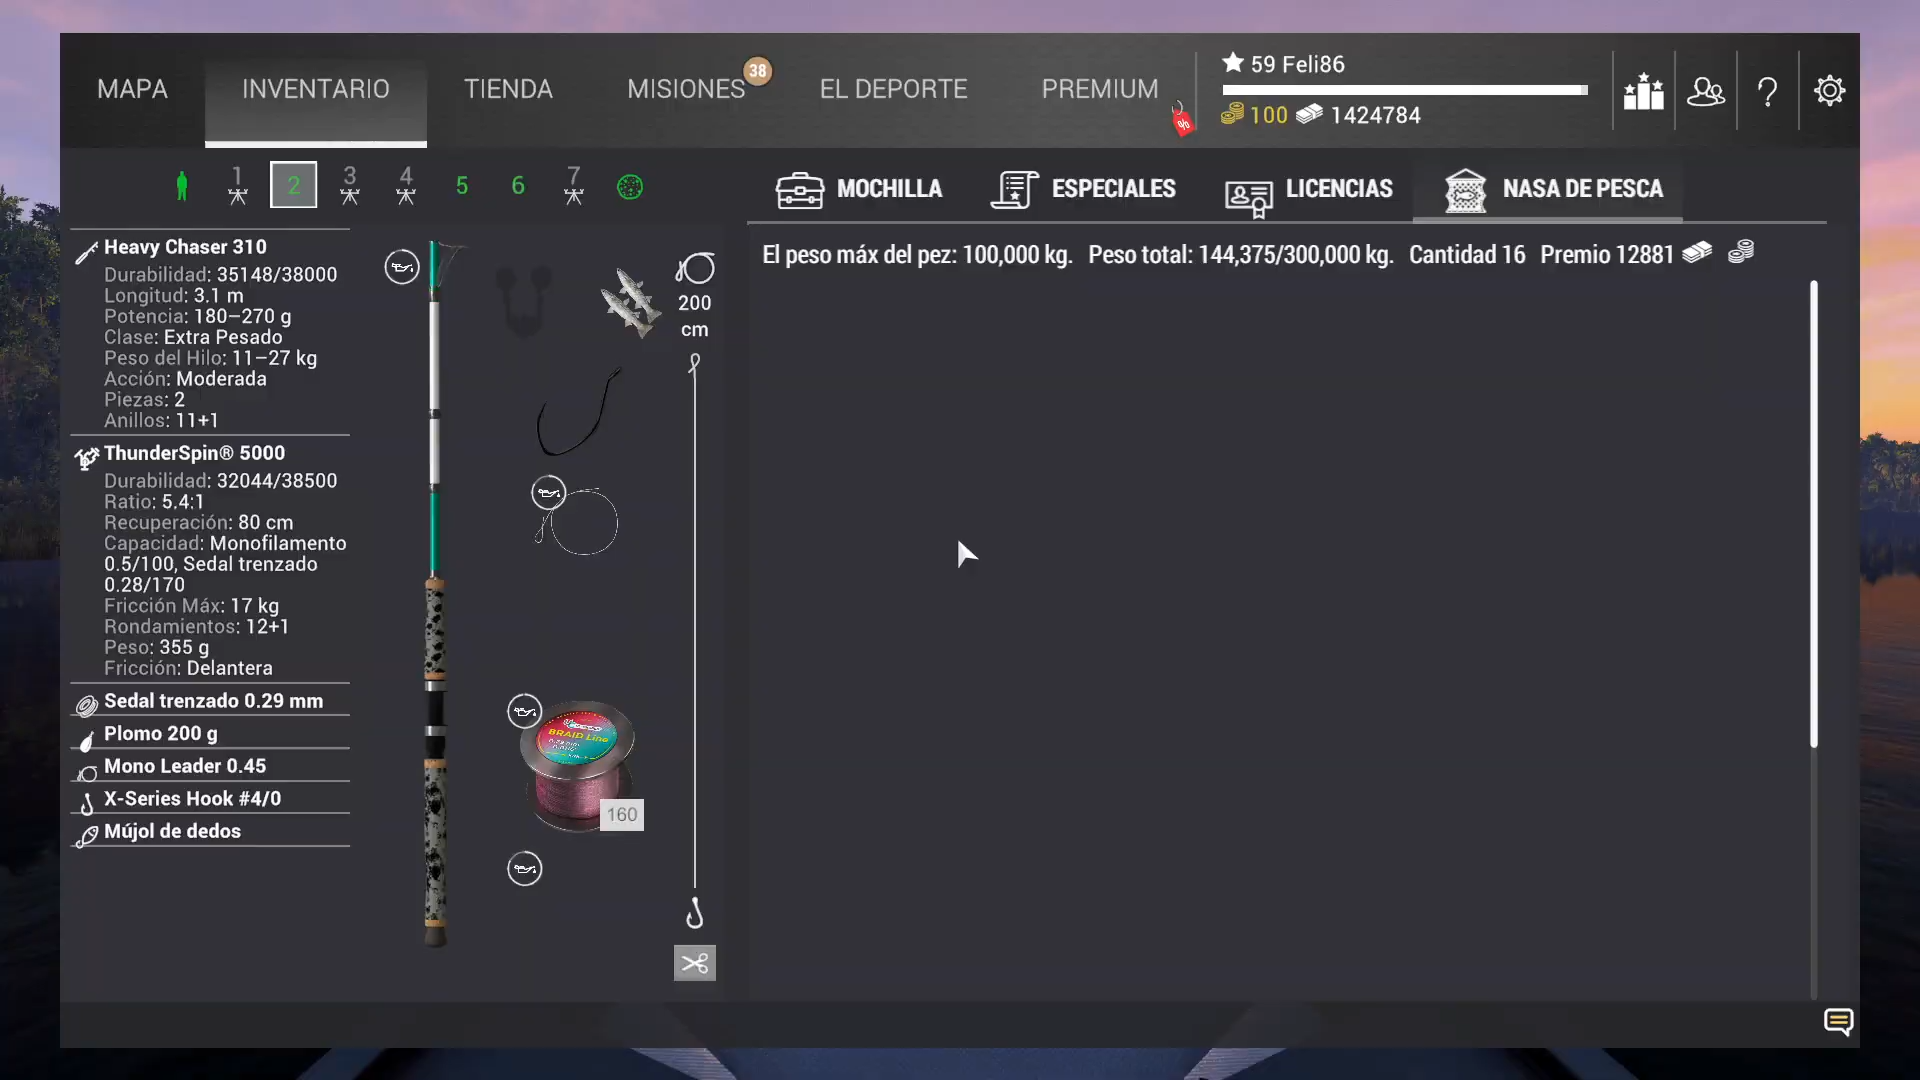 MAPA
INVENTARIO
TIENDA
MISIONES
38
EL DEPORTE
PREMIUM
%
59 Feli86
100
1424784
?
1
2
3
4
5
6
7
MOCHILLA
ESPECIALES
LICENCIAS
NASA DE PESCA
El peso máx del pez: 100,000 kg. Peso total: 144,375/300,000 kg. Cantidad 16 Premio 12881
Heavy Chaser 310
Durabilidad: 35148/38000
Longitud: 3.1 m
Potencia: 180–270 g
Clase: Extra Pesado
Peso del Hilo: 11–27 kg
Acción: Moderada
Piezas: 2
Anillos: 11+1
ThunderSpin® 5000
Durabilidad: 32044/38500
Ratio: 5.4:1
Recuperación: 80 cm
Capacidad: Monofilamento
0.5/100, Sedal trenzado
0.28/170
Fricción Máx: 17 kg
Rondamientos: 12+1
Peso: 355 g
Fricción: Delantera
Sedal trenzado 0.29 mm
Plomo 200 g
Mono Leader 0.45
X-Series Hook #4/0
Mújol de dedos
200
cm
BRAID Line
160